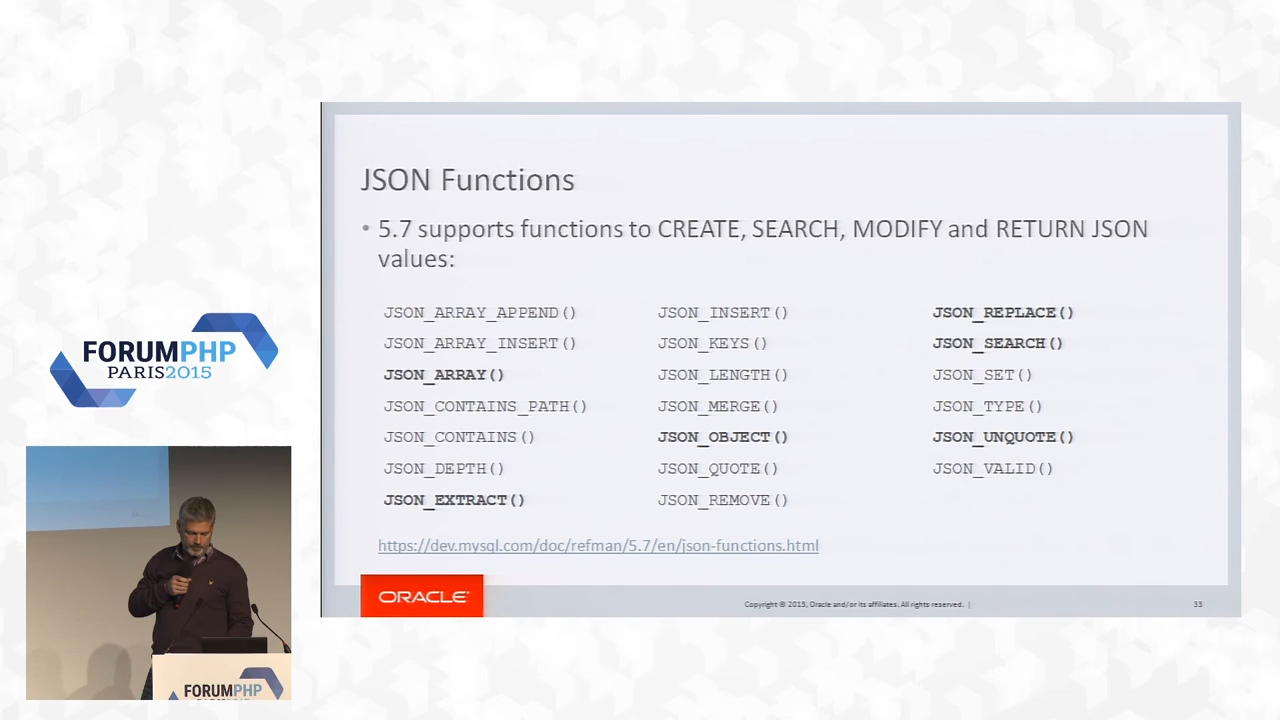 JSON Functions
• 5.7 supports functions to CREATE, SEARCH, MODIFY and RETURN JSON
values:
JSON_ARRAY_APPEND()
JSON_ARRAY_INSERT()
JSON_ARRAY()
JSON_CONTAINS_PATH()
JSON_CONTAINS()
JSON_DEPTH()
JSON_EXTRACT()
JSON_INSERT()
JSON_KEYS()
JSON_LENGTH()
JSON_MERGE()
JSON_OBJECT()
JSON_QUOTE()
JSON_REMOVE()
JSON_REPLACE()
JSON_SEARCH()
JSON_SET()
JSON_TYPE()
JSON_UNQUOTE()
JSON_VALID()
https://dev.mysql.com/doc/refman/5.7/en/json-functions.html
ORACLE
Copyright © 2015, Oracle and/or its affiliates. All rights reserved. |
33
FORUMPHP
PARIS2015
FORUMPHP